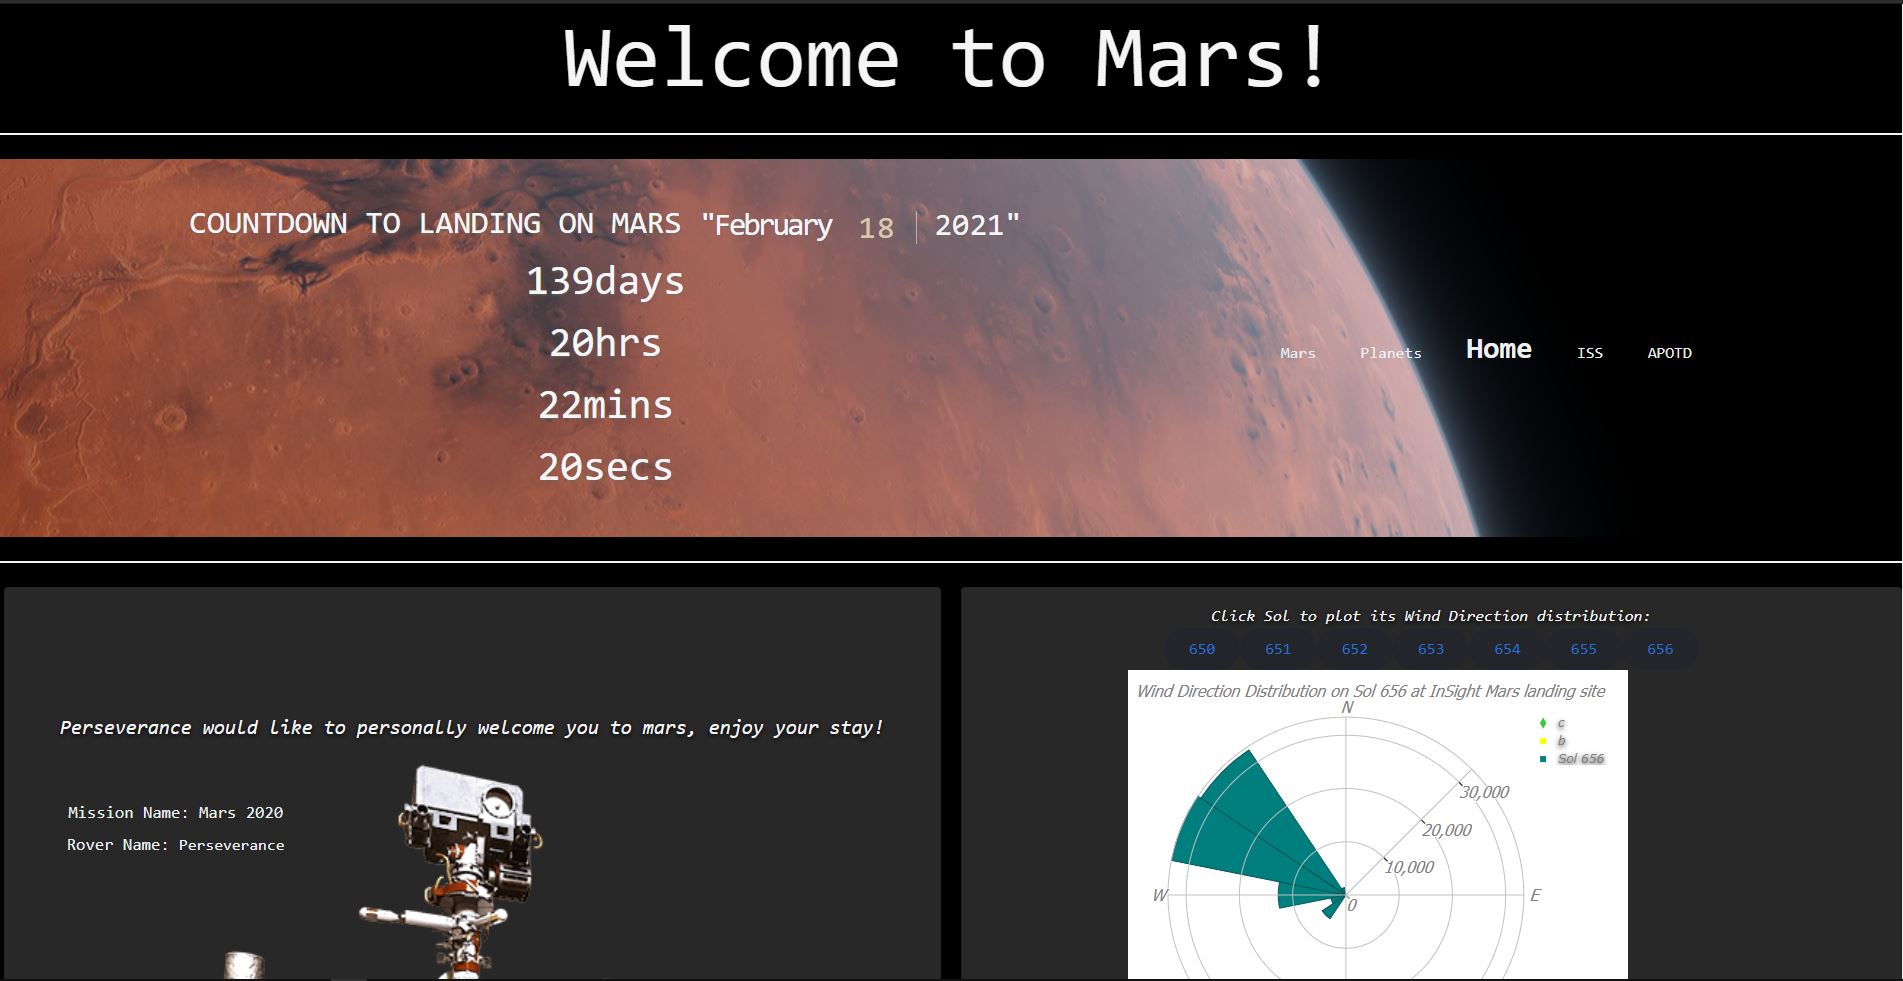 Welcome to Mars!
COUNTDOWN TO LANDING ON MARS "February 18 2021"
139days
20hrs
22mins
20secs
Mars Planets Home ISS APOTD
Perseverance would like to personally welcome you to mars, enjoy your stay!
Mission Name: Mars 2020
Rover Name: Perseverance
Click Sol to plot its Wind Direction distribution:
650 651 652 653 654 655 656
Wind Direction Distribution on Sol 656 at InSight Mars landing site
N
c
b
Sol 656
30,000
20,000
10,000
W
0
E